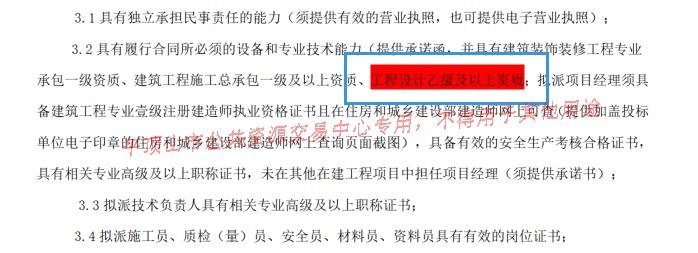 3.1 具有独立承担民事责任的能力（须提供有效的营业执照，也可提供电子营业执照）；
3.2 具有履行合同所必须的设备和专业技术能力（提供承诺函，并具有建筑装饰装修工程专业
承包一级资质、建筑工程施工总承包一级及以上资质、工程设计乙级及以上资质；拟派项目经理须具
备建筑工程专业壹级注册建造师执业资格证书且在住房和城乡建设部建造师网上可查（提供加盖投标
单位电子印章的住房和城乡建设部建造师网上查询页面截图），具备有效的安全生产考核合格证书，
具有相关专业高级及以上职称证书，未在其他在建工程项目中担任项目经理（须提供承诺书）；
3.3 拟派技术负责人具有相关专业高级及以上职称证书；
3.4 拟派施工员、质检（量）员、安全员、材料员、资料员具有有效的岗位证书；
平顶山市公共资源交易中心专用，不得用于其他用途